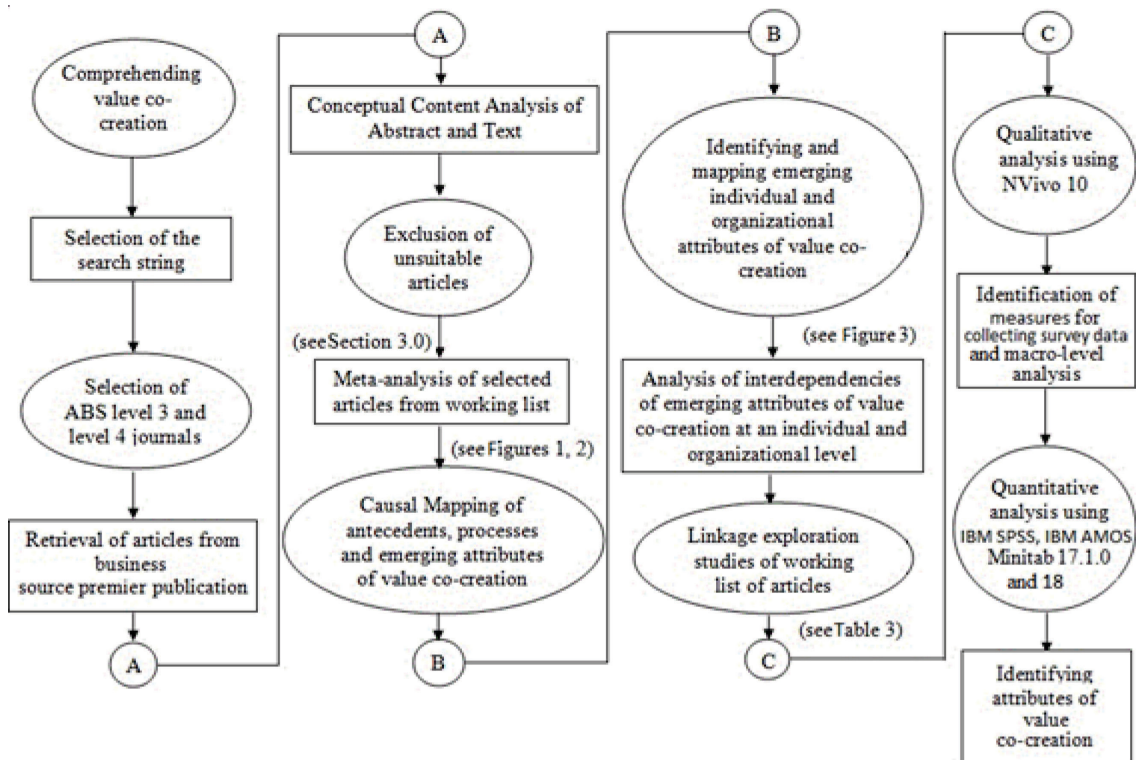 Comprehending
value co-
creation
Selection of the
search string
Selection of
ABS level 3 and
level 4 journals
Retrieval of articles from
business
source premier publication
A
A
Conceptual Content Analysis of
Abstract and Text
Exclusion of
unsuitable
articles
(see Section 3.0)
Meta-analysis of selected
articles from working list
(see Figures 1, 2)
Causal Mapping of
antecedents, processes
and emerging attributes
of value co-creation
B
B
Identifying and
mapping emerging
individual and
organizational
attributes of value co-
creation
(see Figure 3)
Analysis of interdependencies
of emerging attributes of value
co-creation at an individual and
organizational level
Linkage exploration
studies of working
list of articles
(see Table 3)
C
C
Qualitative
analysis using
NVivo 10
Identification of
measures for
collecting survey data
and macro-level
analysis
Quantitative
analysis using
IBM SPSS, IBM AMOS
Minitab 17.1.0
and 18
Identifying
attributes of
value
co-creation